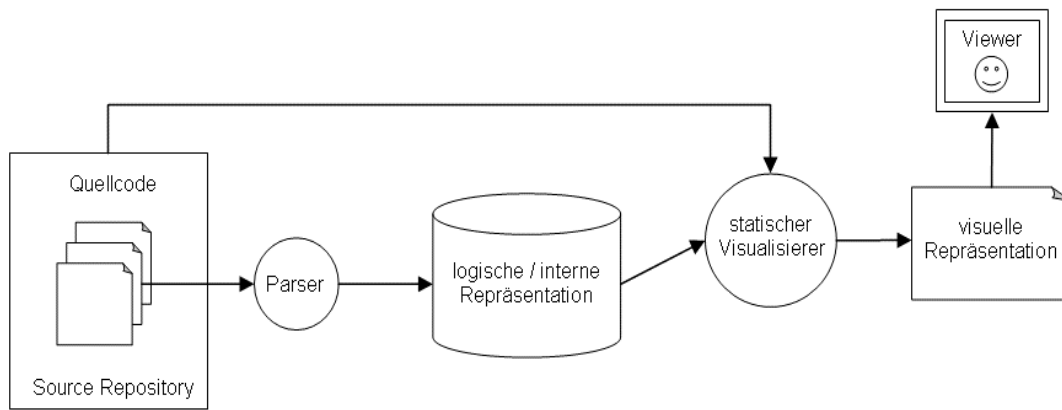 Viewer
Quellcode
Source Repository
Parser
logische / interne
Repräsentation
statischer
Visualisierer
visuelle
Repräsentation